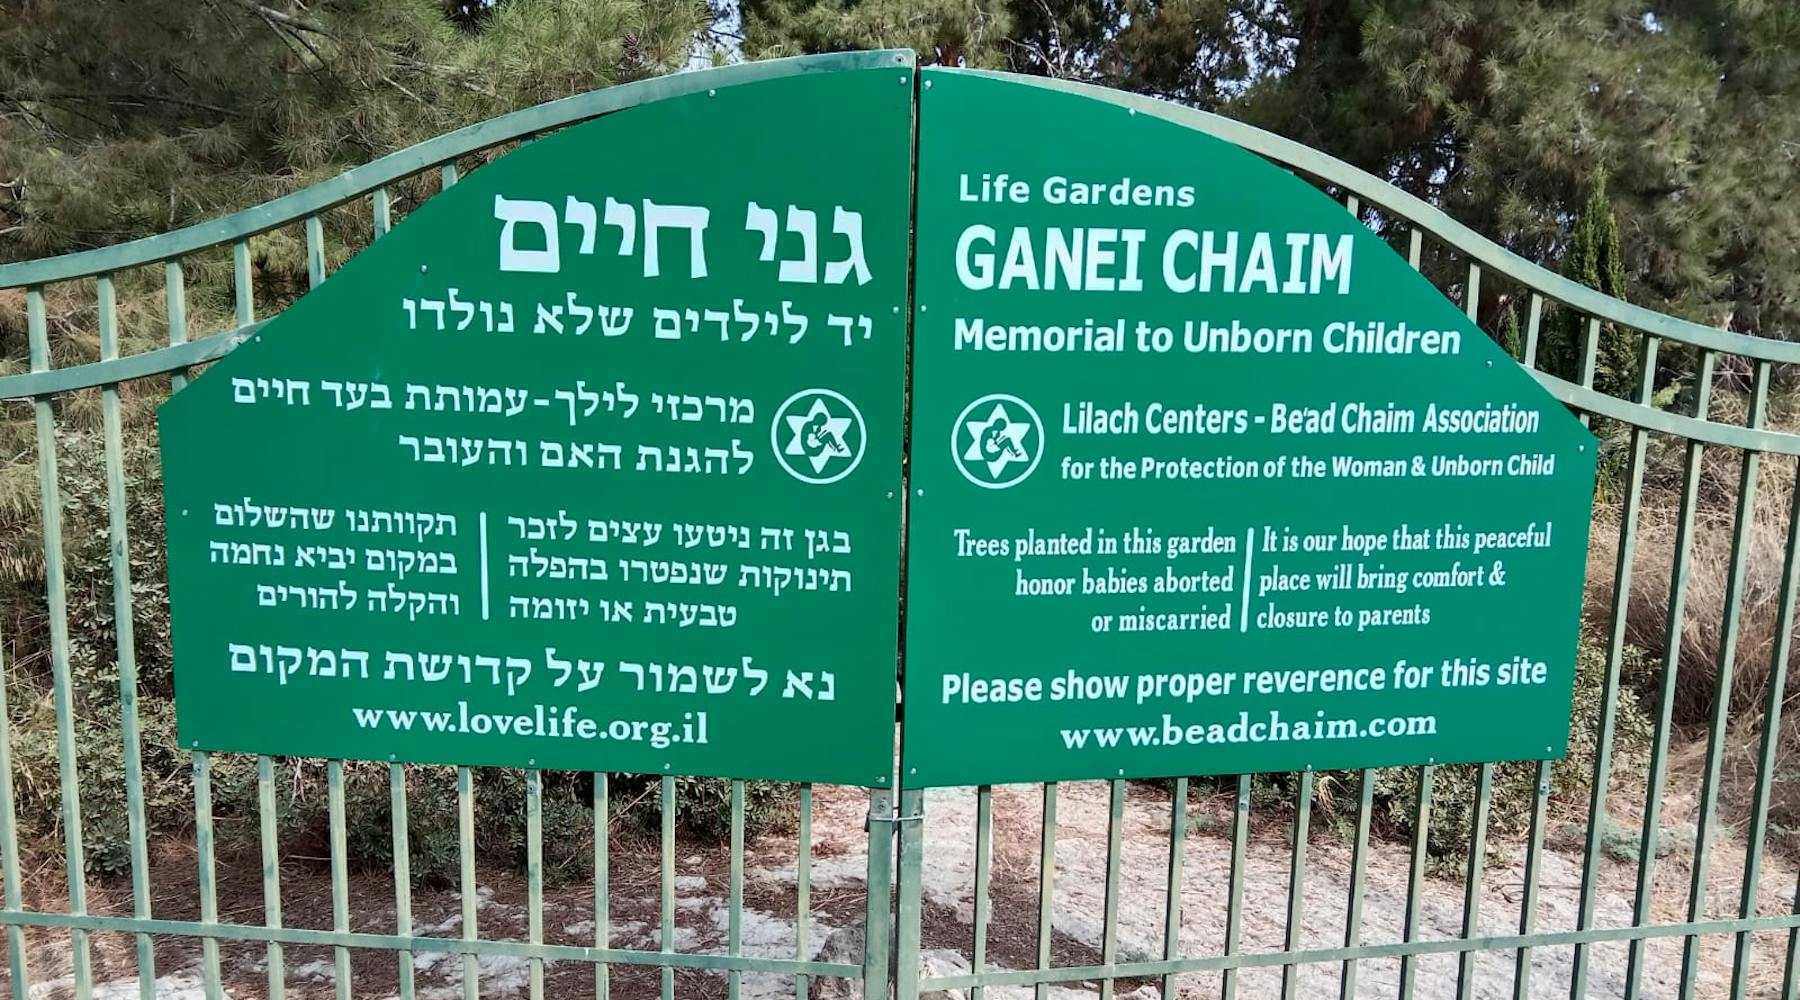 גני חיים
יד לילדים שלא נולדו
מרכזי לילך-עמותת בעד חיים
להגנת האם והעובר
בגן זה ניטעו עצים לזכר
תינוקות שנפטרו בהפלה
טבעית או יזומה
תקוותנו שהשלום
במקום יביא נחמה
והקלה להורים
נא לשמור על קדושת המקום
www.lovelife.org.il
Life Gardens
GANEI CHAIM
Memorial to Unborn Children
Lilach Centers - Be'ad Chaim Association
for the Protection of the Woman & Unborn Child
Trees planted in this garden
honor babies aborted
or miscarried
It is our hope that this peaceful
place will bring comfort &
closure to parents
Please show proper reverence for this site
www.beadchaim.com